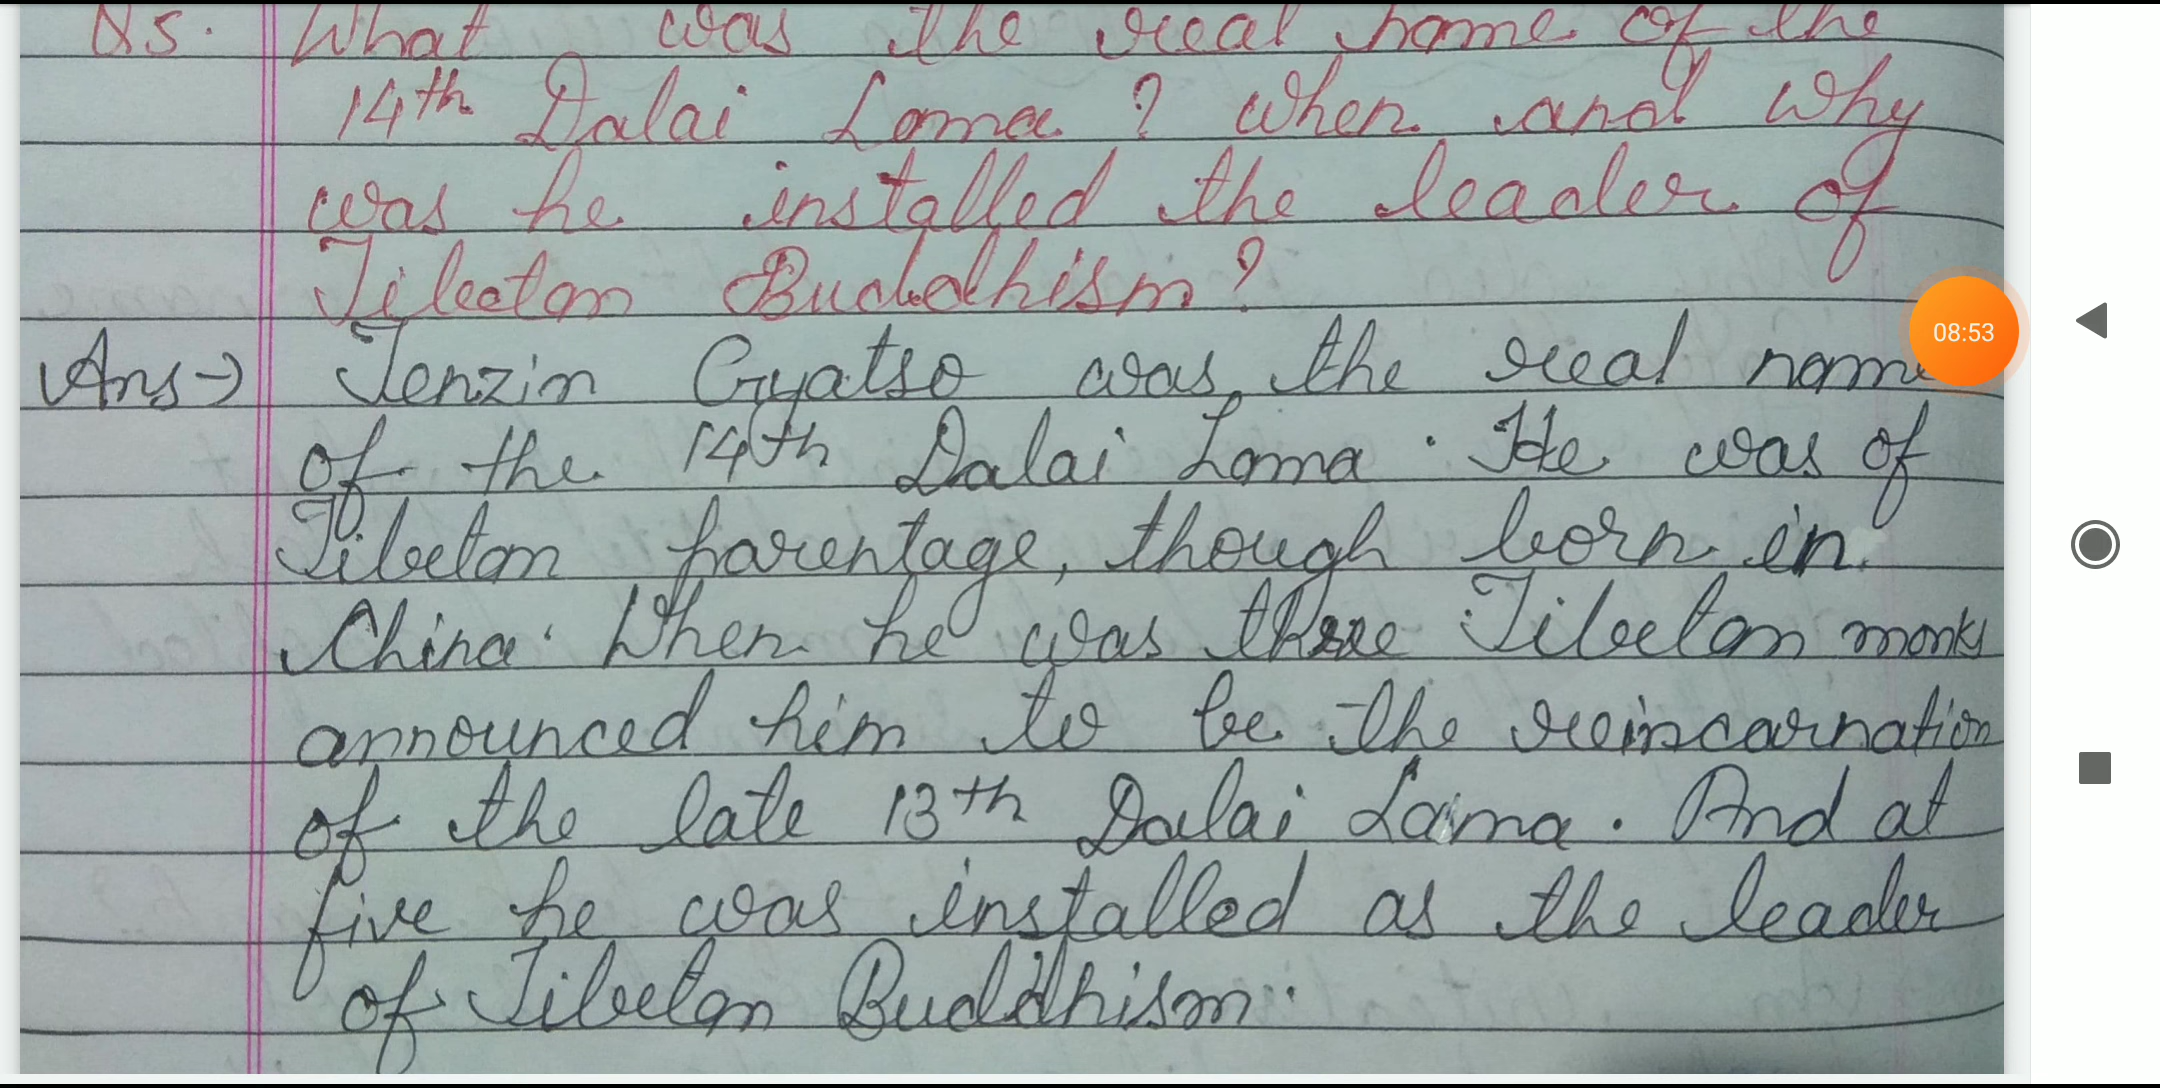 Q5. What was the real name of the
14th Dalai Lama? When and why
was he installed the leader of
Tibetan Buddhism?
Ans→ Tenzin Gyatso was the real name
of the 14th Dalai Lama. He was of
Tibetan parentage, though born in
China. When he was three Tibetan monks
announced him to be the reincarnation
of the late 13th Dalai Lama. And at
five he was installed as the leader
of Tibetan Buddhism.
08:53